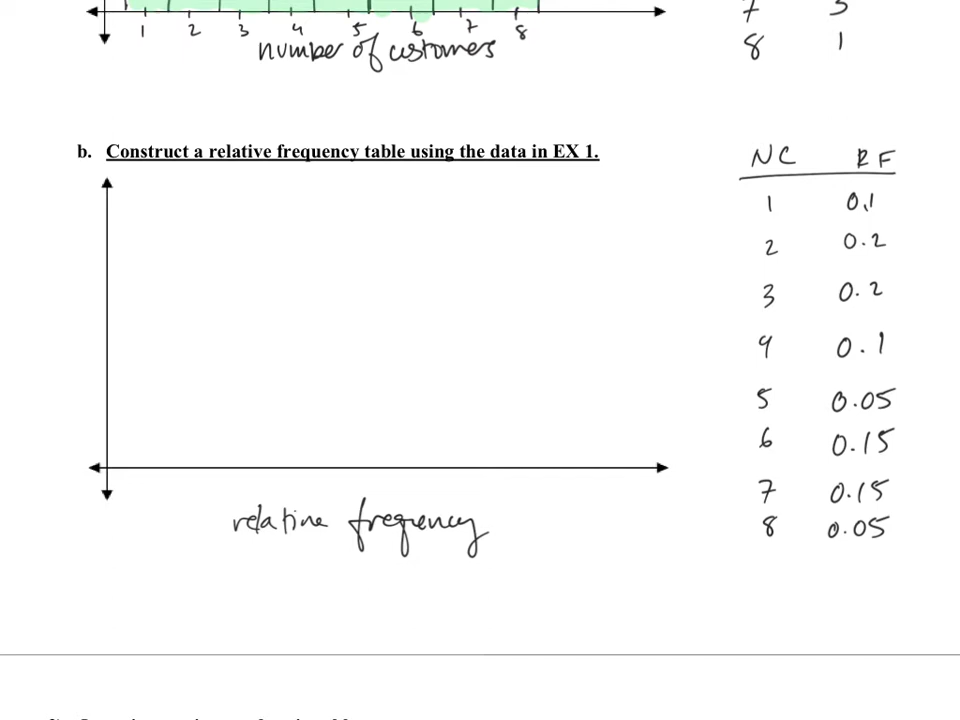 7 3
1 2 3 4 5 6 7 8
number of customers
8 1
b. Construct a relative frequency table using the data in EX 1.
NC RF
1 0.1
2 0.2
3 0.2
4 0.1
5 0.05
6 0.15
7 0.15
8 0.05
relative frequency